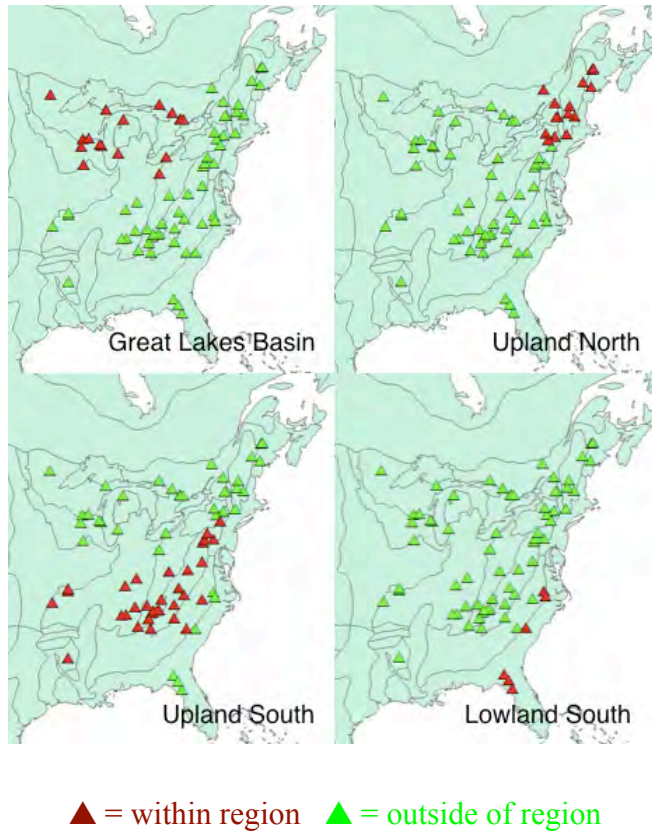 Great Lakes Basin
Upland North
Upland South
Lowland South
▲ = within region ▲ = outside of region